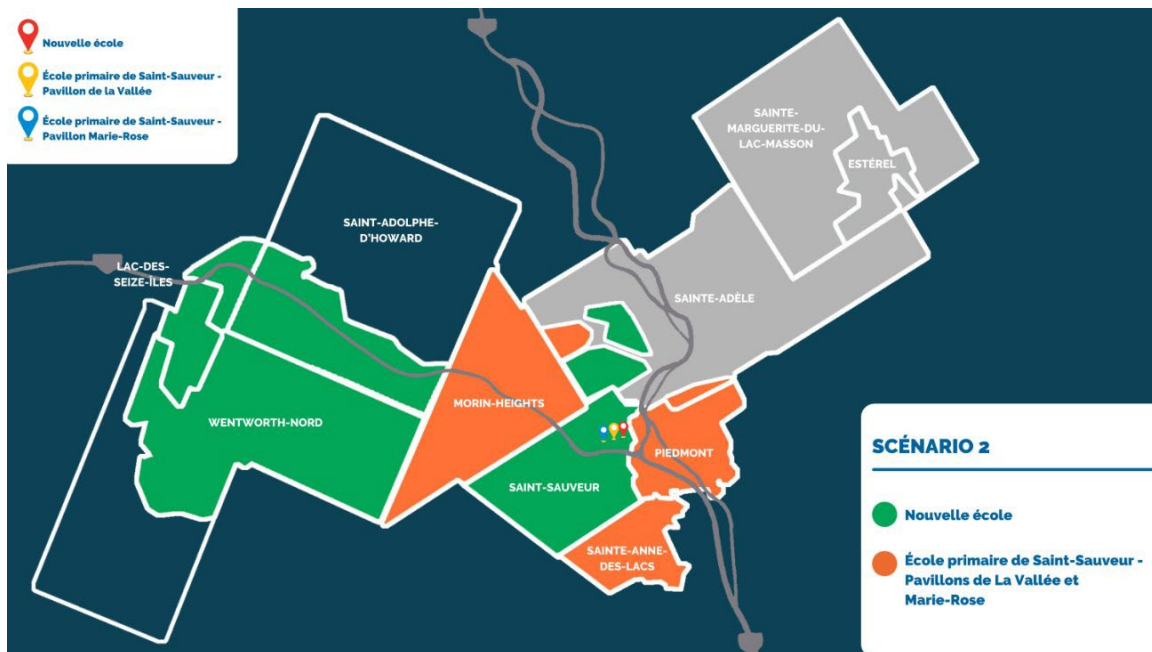 Nouvelle école
École primaire de Saint-Sauveur -
Pavillon de la Vallée
École primaire de Saint-Sauveur -
Pavillon Marie-Rose
SAINTE-
MARGUERITE-DU-
LAC-MASSON
ESTÉREL
SAINT-ADOLPHE-
D'HOWARD
LAC-DES-
SEIZE-ÎLES
SAINTE-ADÈLE
MORIN-HEIGHTS
WENTWORTH-NORD
PIEDMONT
SAINT-SAUVEUR
SAINTE-ANNE-
DES-LACS
SCÉNARIO 2
Nouvelle école
École primaire de Saint-Sauveur -
Pavillons de La Vallée et
Marie-Rose